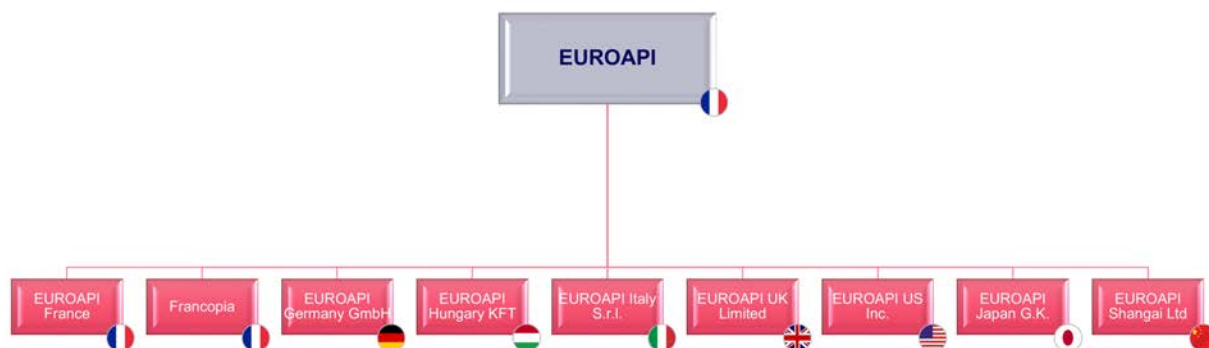 EUROAPI
EUROAPI
France
Francopia
EUROAPI
Germany GmbH
EUROAPI
Hungary KFT
EUROAPI Italy
S.r.l.
EUROAPI UK
Limited
EUROAPI US
Inc.
EUROAPI
Japan G.K.
EUROAPI
Shangai Ltd